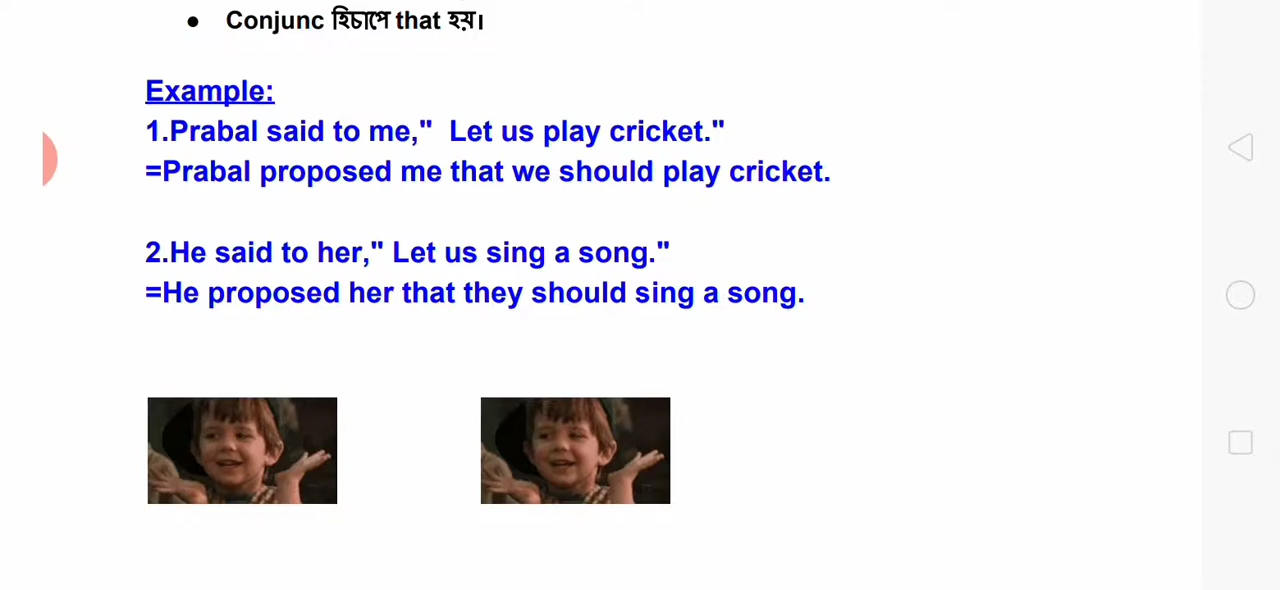 ● Conjunc হিচাপে that হয়।
Example:
1.Prabal said to me," Let us play cricket."
=Prabal proposed me that we should play cricket.
2.He said to her," Let us sing a song."
=He proposed her that they should sing a song.